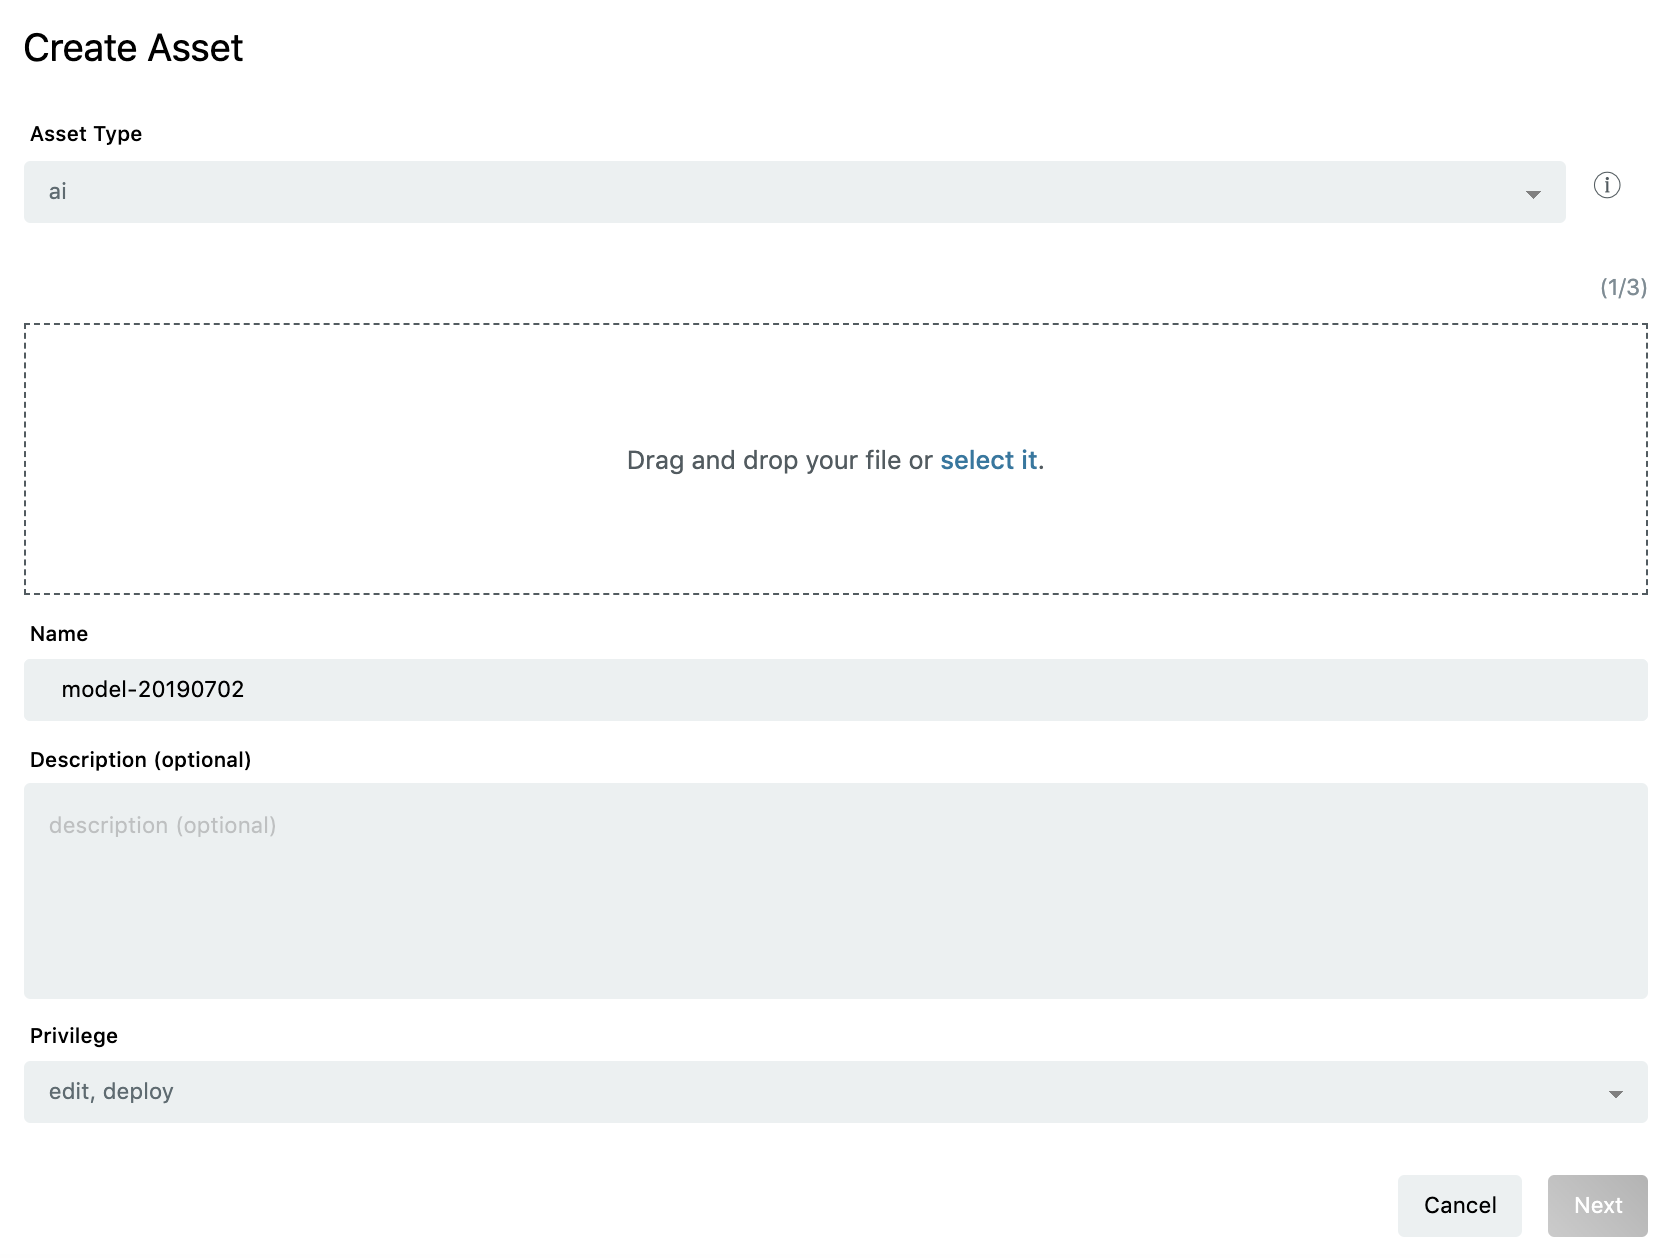 Create Asset
Asset Type
ai
(1/3)
Drag and drop your file or select it.
Name
model-20190702
Description (optional)
description (optional)
Privilege
edit, deploy
Cancel
Next